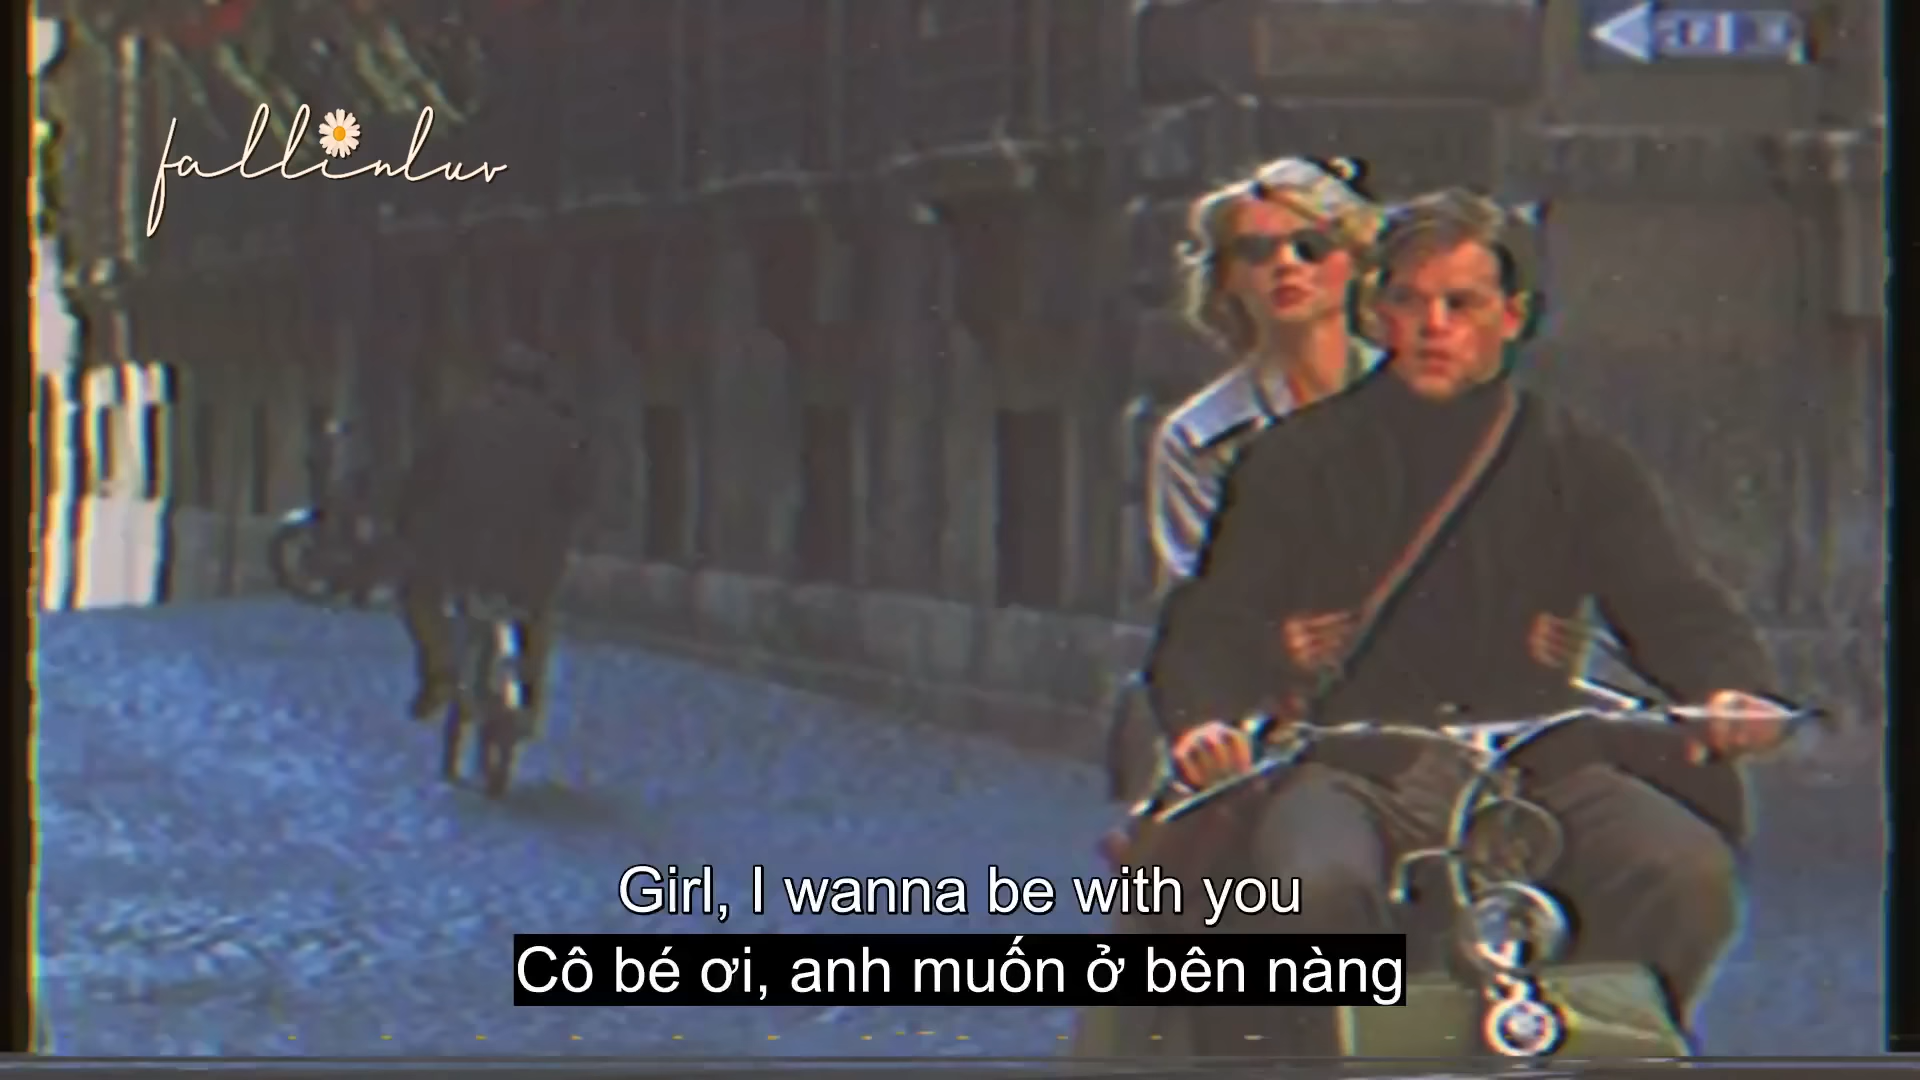 fallinluv
Girl, I wanna be with you
Cô bé ơi, anh muốn ở bên nàng